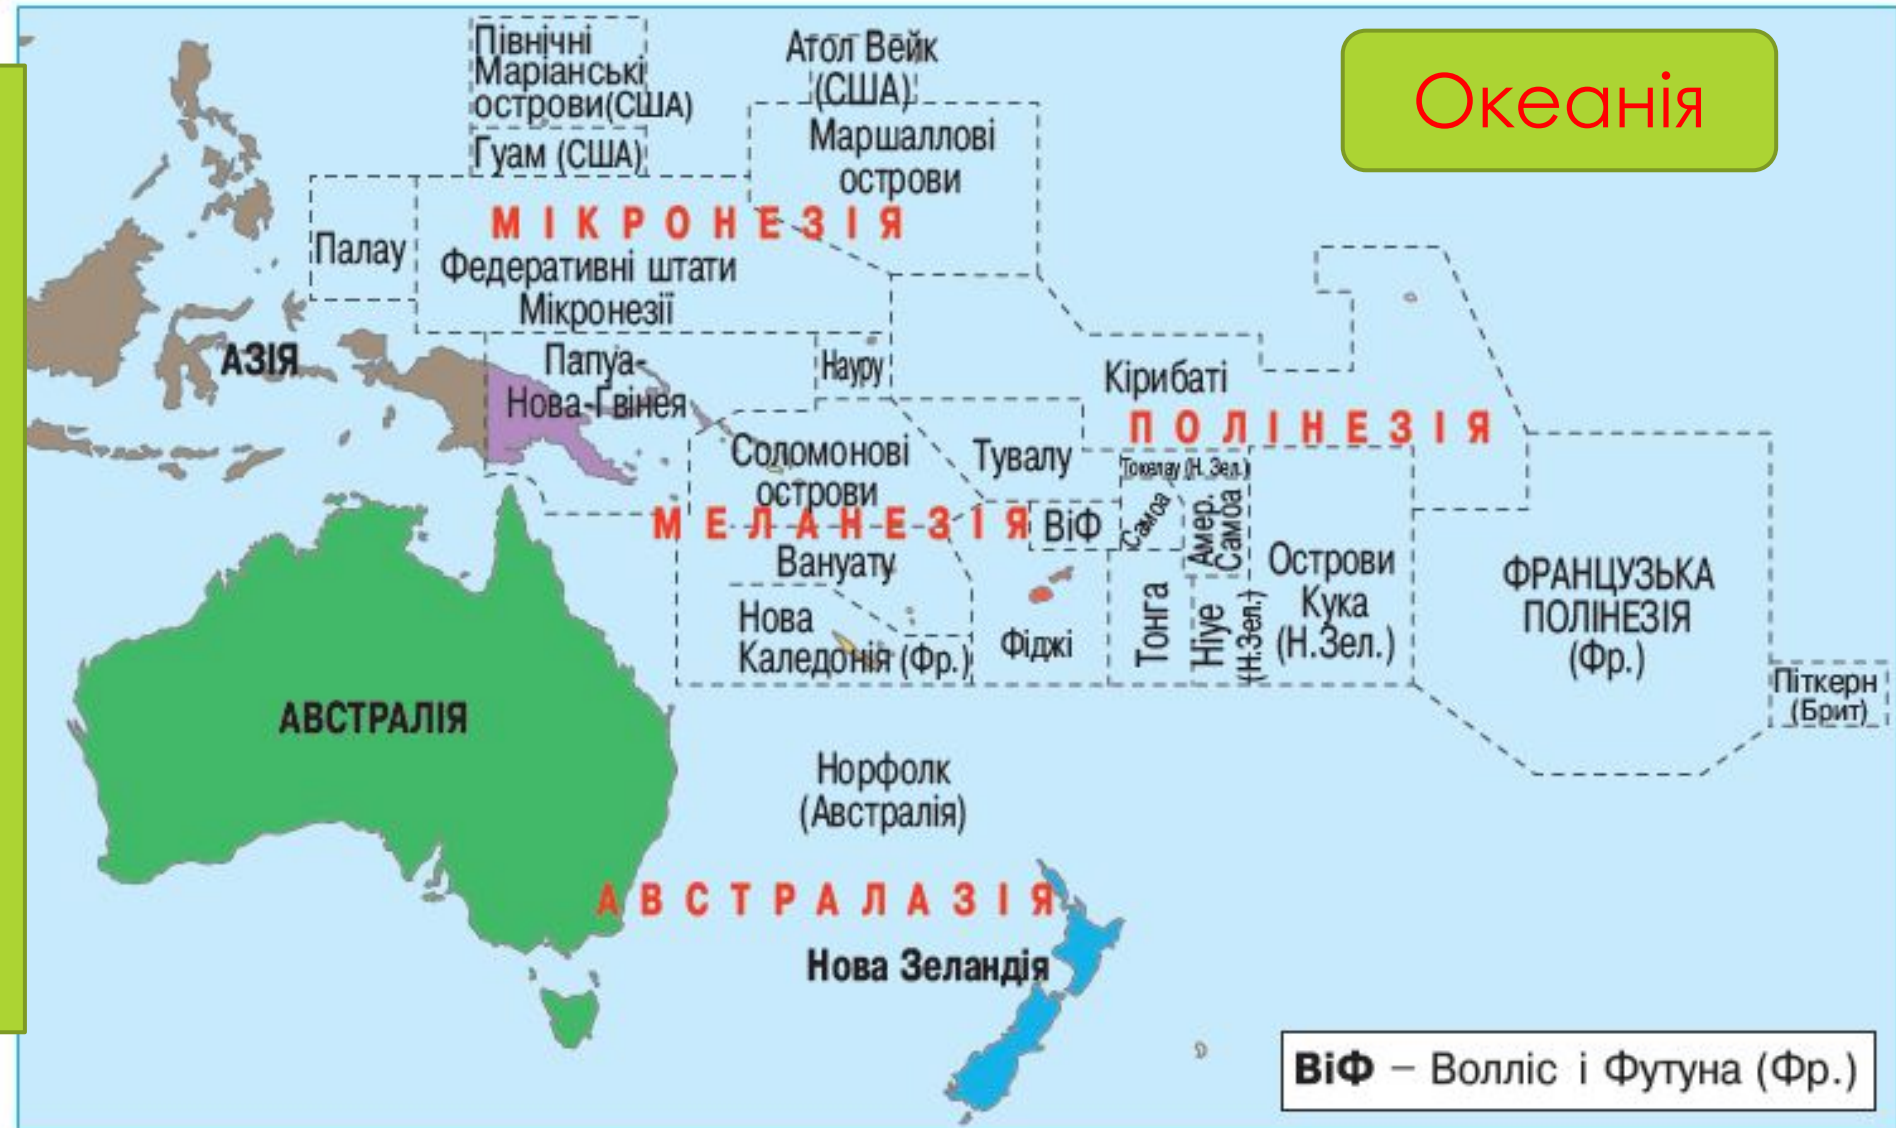 Океанія
Північні
Маріанські
острови(США)
Гуам (США)
Атол Вейк
(США)
Маршаллові
острови
МІКРОНЕЗІЯ
Палау
Федеративні штати
Мікронезії
АЗІЯ
Папуа-
Нова-Гвінея
Науру
Кірибаті
ПОЛІНЕЗІЯ
Соломонові
острови
Тувалу
Токелау (Н. Зел.)
МЕЛАНЕЗІЯ
ВіФ
Самоа
Амер.
Самоа
Вануату
Нова
Каледонія (Фр.)
Фіджі
Тонга
Ніуе
(Н.Зел.)
Острови
Кука
(Н.Зел.)
ФРАНЦУЗЬКА
ПОЛІНЕЗІЯ
(Фр.)
Піткерн
(Брит)
АВСТРАЛІЯ
Норфолк
(Австралія)
АВСТРАЛАЗІЯ
Нова Зеландія
ВіФ – Волліс і Футуна (Фр.)